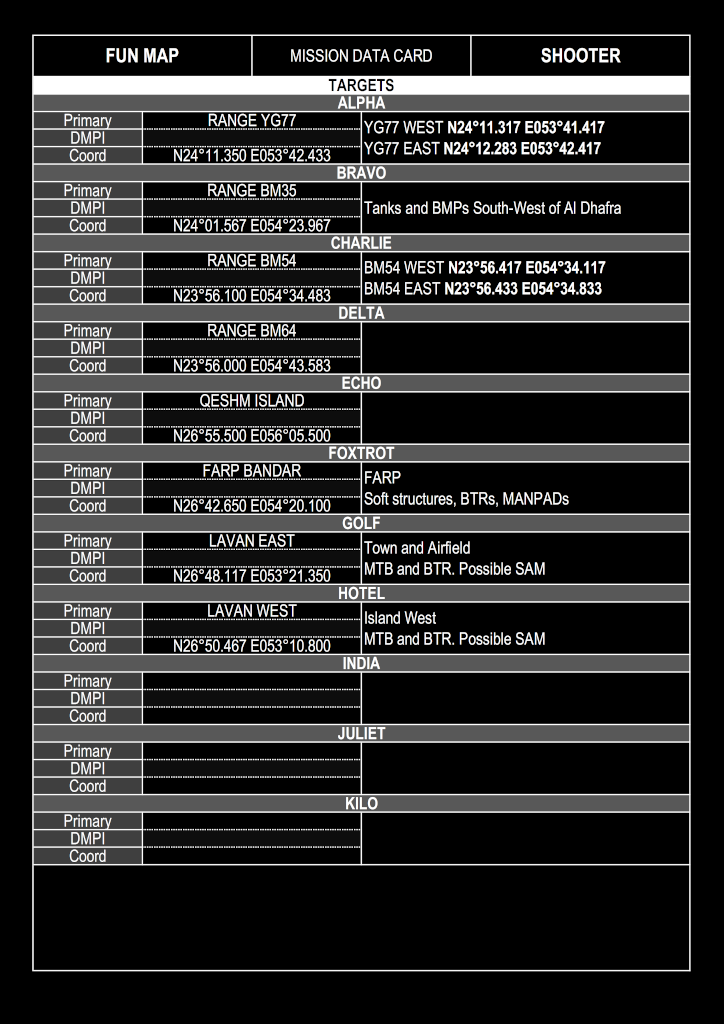 FUN MAP
MISSION DATA CARD
SHOOTER
TARGETS
ALPHA
Primary RANGE YG77
DMPI
Coord N24°11.350 E053°42.433
YG77 WEST N24°11.317 E053°41.417
YG77 EAST N24°12.283 E053°42.417
BRAVO
Primary RANGE BM35
DMPI
Coord N24°01.567 E054°23.967
Tanks and BMPs South-West of Al Dhafra
CHARLIE
Primary RANGE BM54
DMPI
Coord N23°56.100 E054°34.483
BM54 WEST N23°56.417 E054°34.117
BM54 EAST N23°56.433 E054°34.833
DELTA
Primary RANGE BM64
DMPI
Coord N23°56.000 E054°43.583
ECHO
Primary QESHM ISLAND
DMPI
Coord N26°55.500 E056°05.500
FOXTROT
Primary FARP BANDAR
DMPI
Coord N26°42.650 E054°20.100
FARP
Soft structures, BTRs, MANPADs
GOLF
Primary LAVAN EAST
DMPI
Coord N26°48.117 E053°21.350
Town and Airfield
MTB and BTR. Possible SAM
HOTEL
Primary LAVAN WEST
DMPI
Coord N26°50.467 E053°10.800
Island West
MTB and BTR. Possible SAM
INDIA
Primary
DMPI
Coord
JULIET
Primary
DMPI
Coord
KILO
Primary
DMPI
Coord